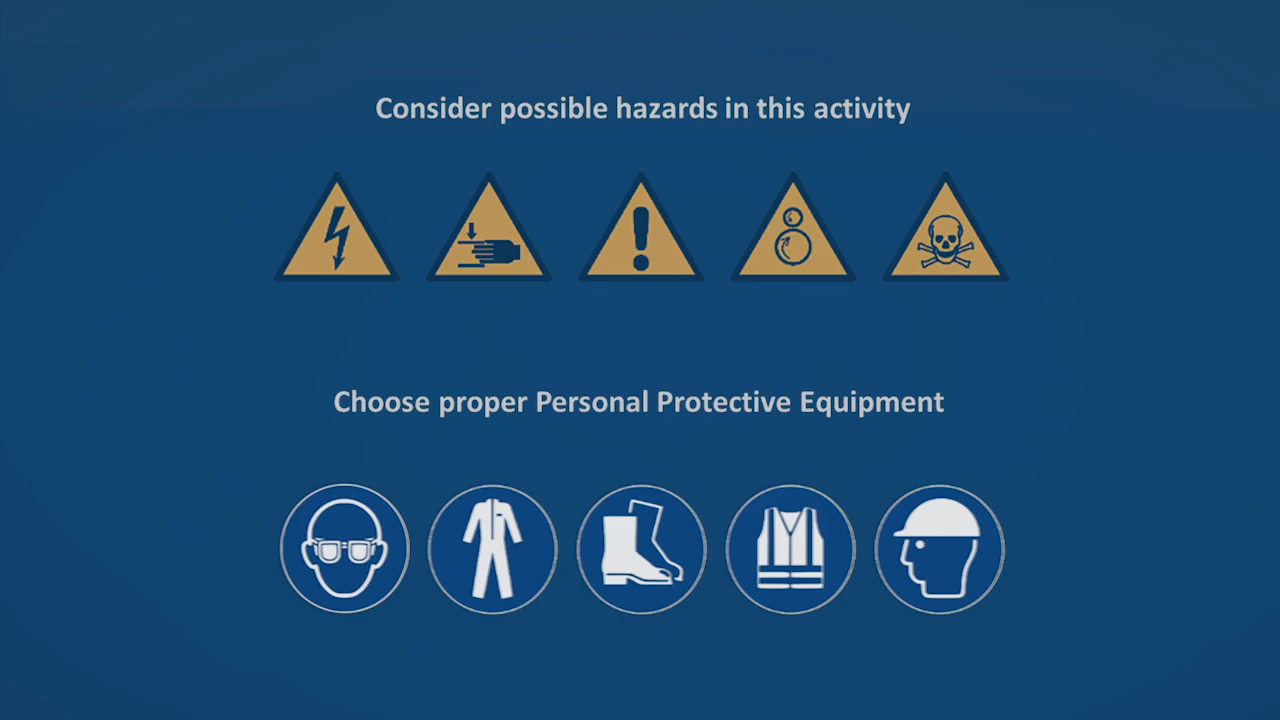 Consider possible hazards in this activity
Choose proper Personal Protective Equipment